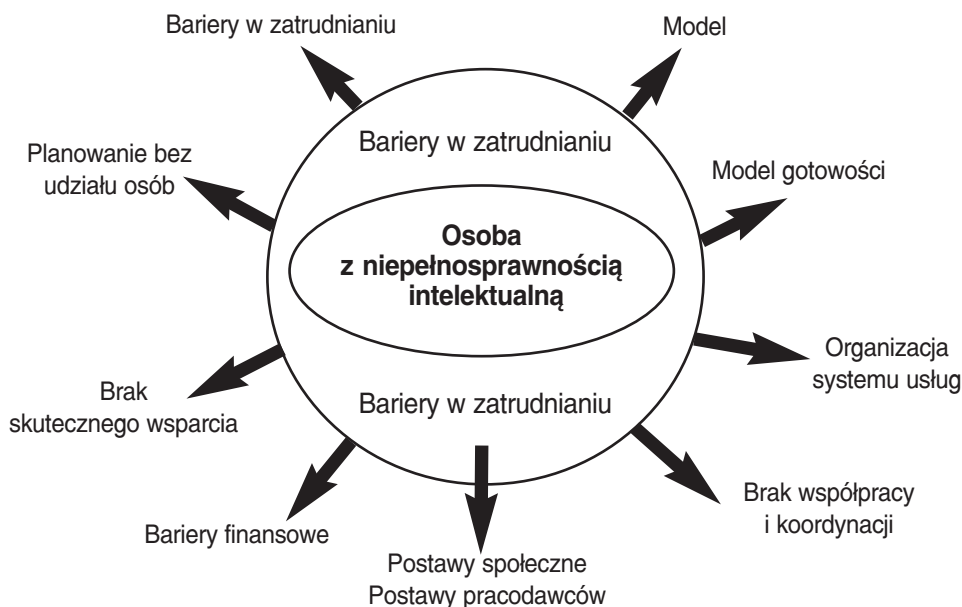 Bariery w zatrudnianiu
Model
Bariery w zatrudnianiu
Planowanie bez
udziału osób
Model gotowości
Osoba
z niepełnosprawnością
intelektualną
Organizacja
systemu usług
Brak
skutecznego wsparcia
Bariery w zatrudnianiu
Brak współpracy
i koordynacji
Bariery finansowe
Postawy społeczne
Postawy pracodawców